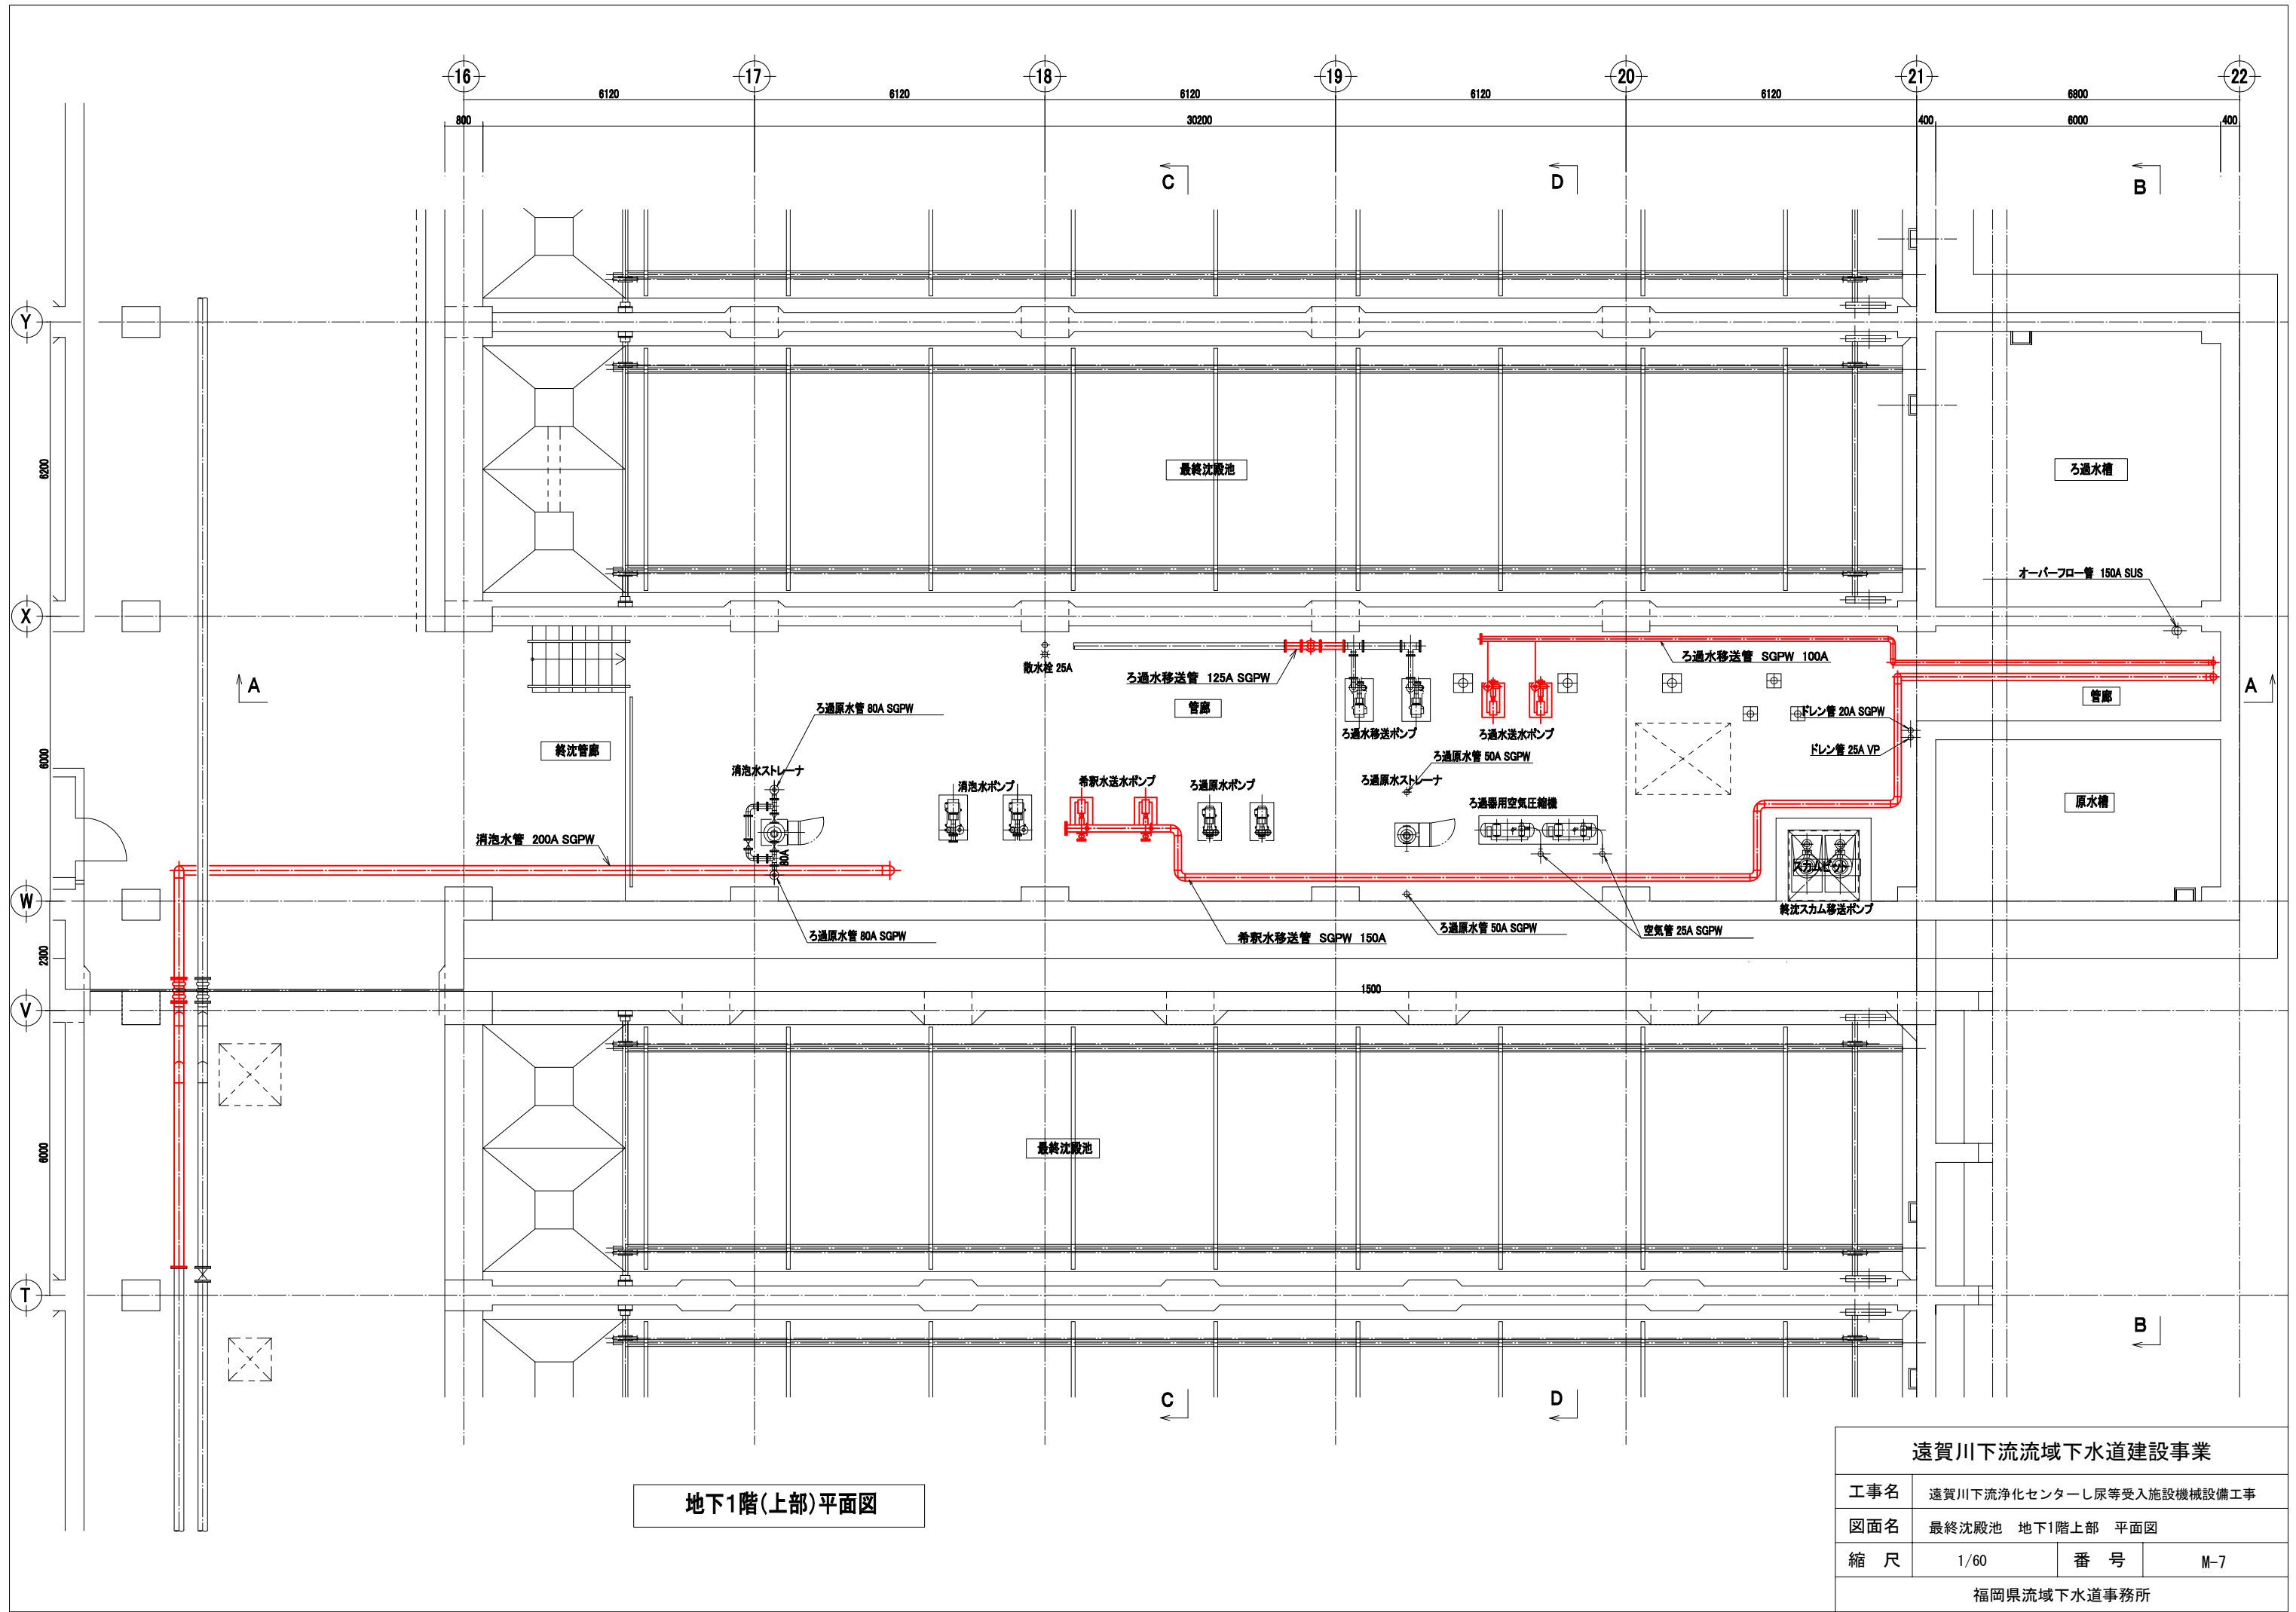 16 17 18 19 20 21 22
6120 6120 6120 6120 6120 6800
800 30200 400 6000 400
C D B
Y
6200
最終沈殿池
ろ過水槽
オーバーフロー管 150A SUS
X
散水栓 25A
ろ過水移送管 125A SGPW
ろ過水移送管 SGPW 100A
A
A
管廊
管廊
ろ過原水管 80A SGPW
ドレン管 20A SGPW
ろ過水移送ポンプ
ろ過水送水ポンプ
終沈管廊
ドレン管 25A VP
6000
ろ過原水管 50A SGPW
消泡水ストレーナ
ろ過原水ストレーナ
消泡水ポンプ
希釈水送水ポンプ
ろ過原水ポンプ
ろ過器用空気圧縮機
原水槽
消泡水管 200A SGPW
80A
スカムピット
W
終沈スカム移送ポンプ
ろ過原水管 80A SGPW
希釈水移送管 SGPW 150A
ろ過原水管 50A SGPW
空気管 25A SGPW
2300
1500
V
6000
最終沈殿池
T
B
C D
地下1階(上部)平面図
遠賀川下流流域下水道建設事業
工事名 遠賀川下流浄化センターし尿等受入施設機械設備工事
図面名 最終沈殿池 地下1階上部 平面図
縮 尺 1/60 番 号 M-7
福岡県流域下水道事務所